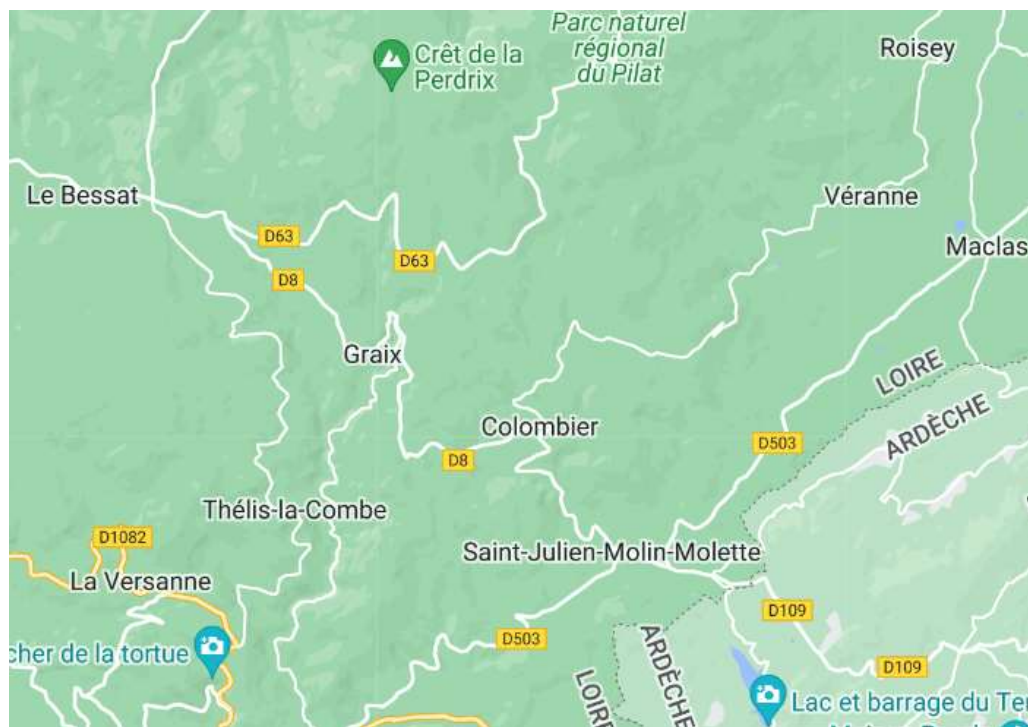 Parc naturel
régional
du Pilat
Roisey
Crêt de la
Perdrix
Le Bessat
Véranne
D63
Maclas
D63
D8
Graix
LOIRE
ARDÈCHE
Colombier
D503
D8
Thélis-la-Combe
D1082
Saint-Julien-Molin-Molette
La Versanne
D109
D503
cher de la tortue
ARDÈCHE
D109
LOIRE
Lac et barrage du Ter